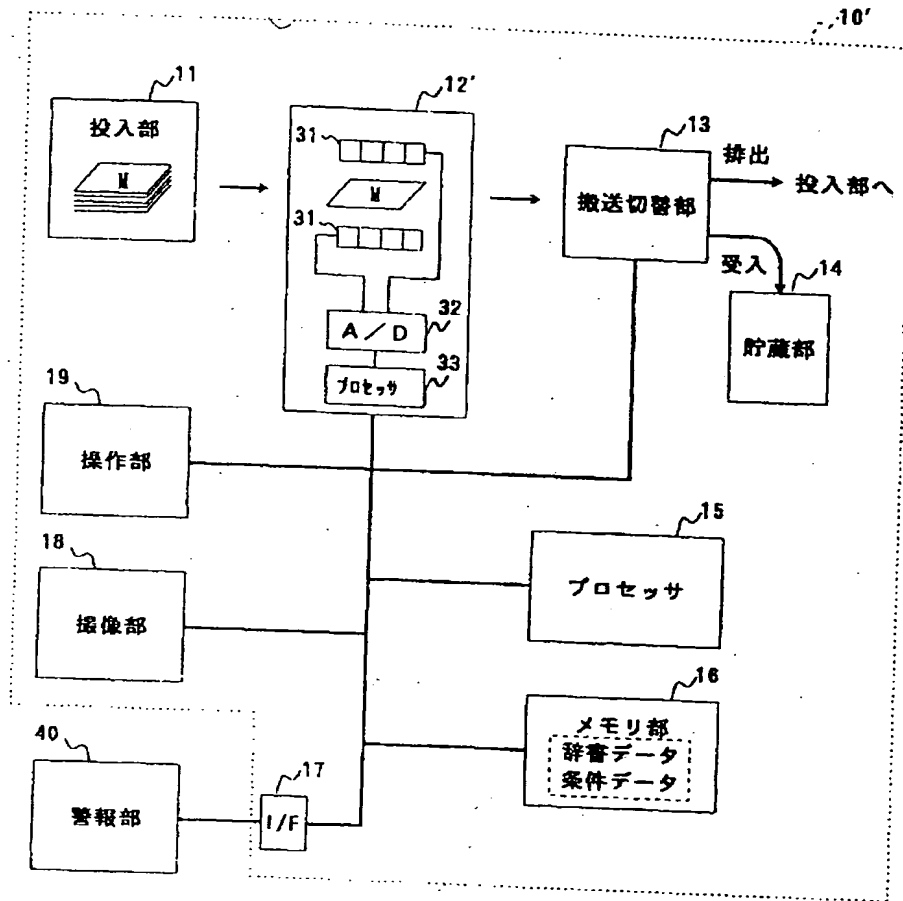 10'
11
投入部
M
12'
31
M
31
32
A/D
33
プロセッサ
13
搬送切替部
排出
投入部へ
受入
14
貯蔵部
19
操作部
15
プロセッサ
18
撮像部
16
メモリ部
辞書データ
条件データ
40
警報部
17
I/F